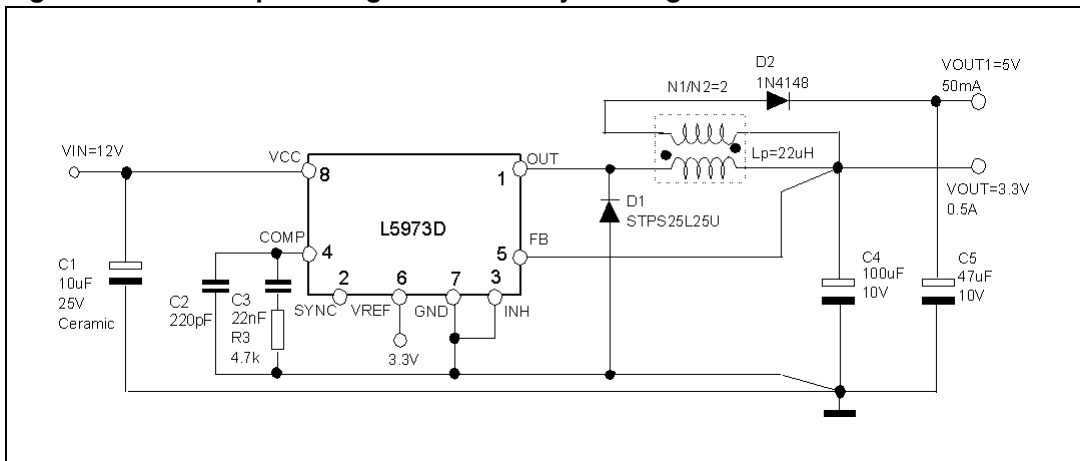 D2
1N4148
N1/N2=2
VOUT1=5V
50mA
VIN=12V
VCC
8
OUT
1
Lp=22uH
VOUT=3.3V
0.5A
D1
STPS25L25U
L5973D
COMP
4
FB
5
2
6
7
3
SYNC
VREF
GND
INH
3.3V
C1
10uF
25V
Ceramic
C2
220pF
C3
22nF
R3
4.7k
C4
100uF
10V
C5
47uF
10V